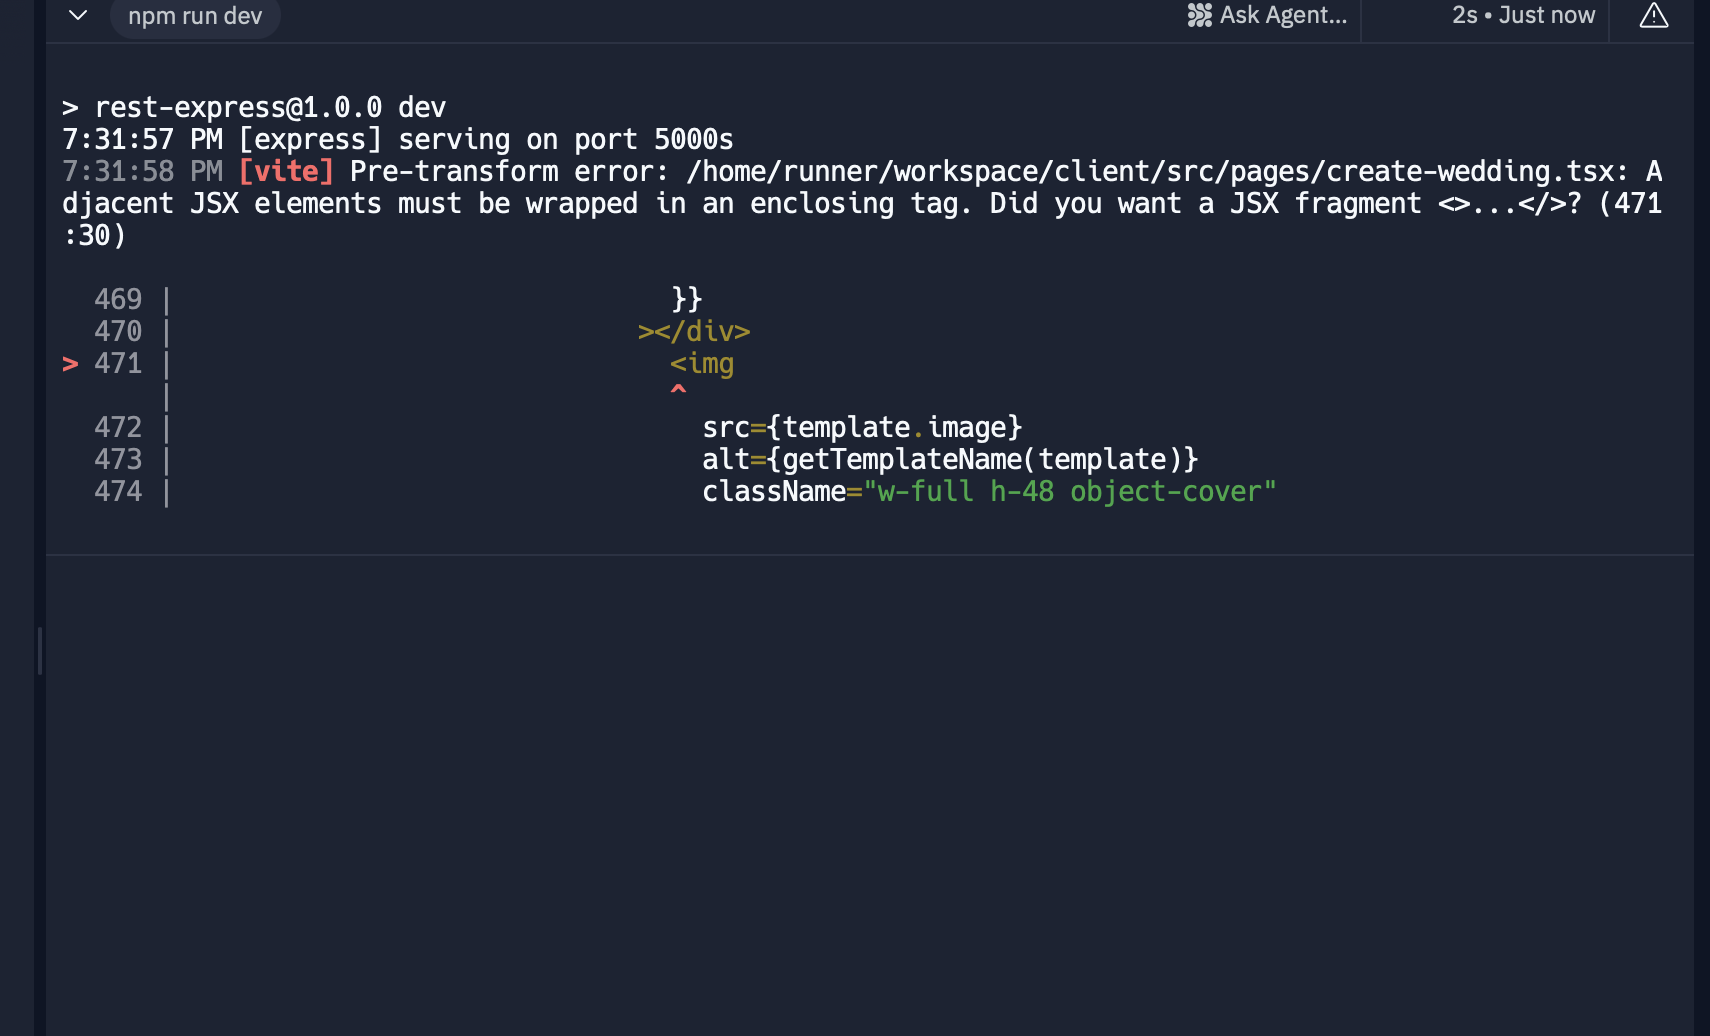 npm run dev
Ask Agent...
2s • Just now
> rest-express@1.0.0 dev
7:31:57 PM [express] serving on port 5000s
7:31:58 PM [vite] Pre-transform error: /home/runner/workspace/client/src/pages/create-wedding.tsx: A
djacent JSX elements must be wrapped in an enclosing tag. Did you want a JSX fragment <>...</>? (471
:30)
469 | }}
470 | ></div>
> 471 | <img
| ^
472 | src={template.image}
473 | alt={getTemplateName(template)}
474 | className="w-full h-48 object-cover"